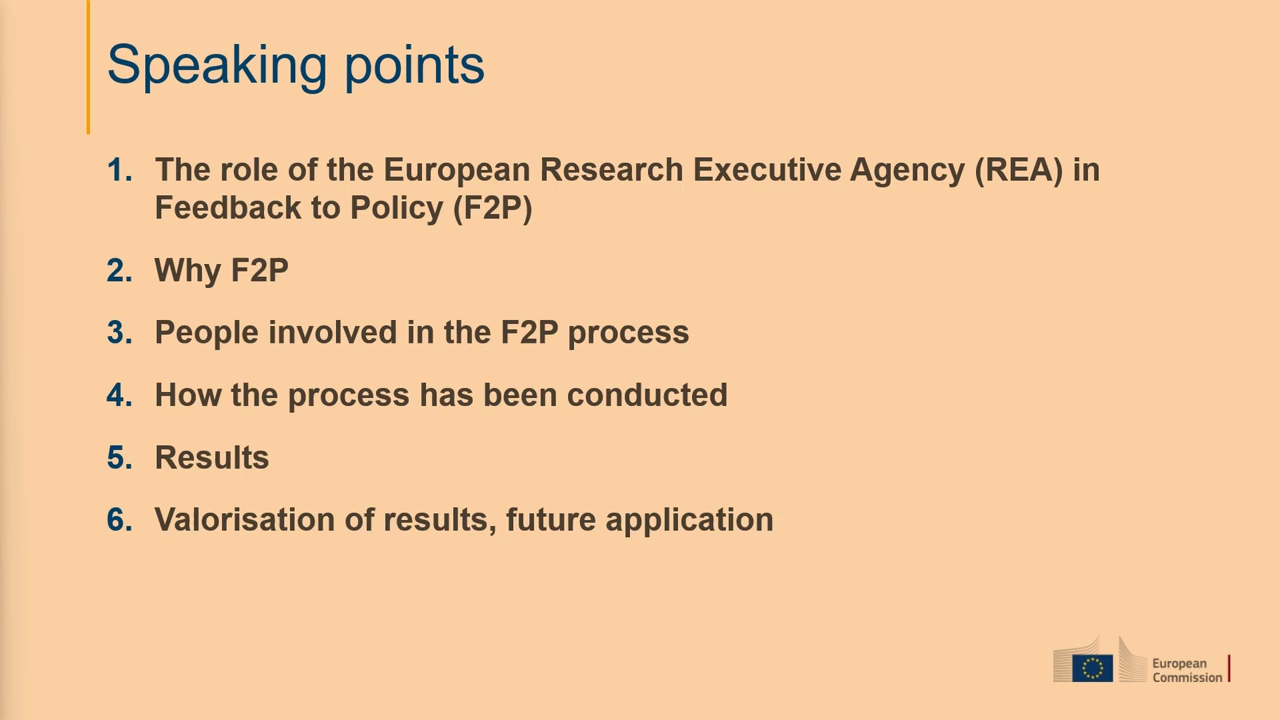 Speaking points
1. The role of the European Research Executive Agency (REA) in
Feedback to Policy (F2P)
2. Why F2P
3. People involved in the F2P process
4. How the process has been conducted
5. Results
6. Valorisation of results, future application
European
Commission